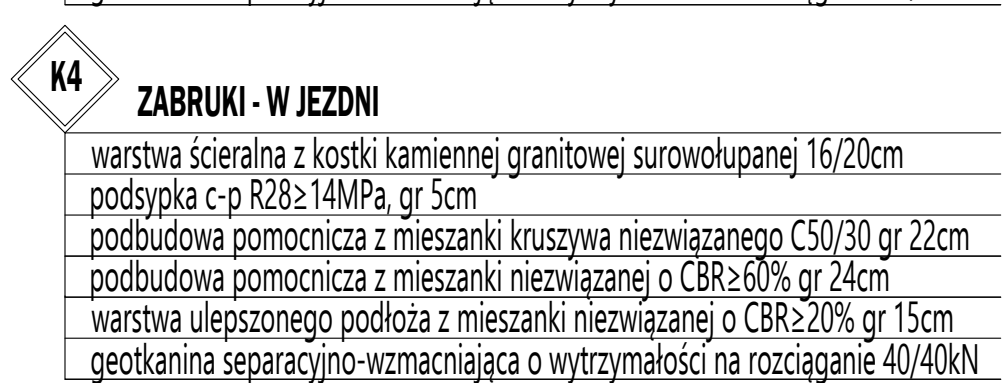 K4
ZABRUKI - W JEZDNI
warstwa ścieralna z kostki kamiennej granitowej surowołupanej 16/20cm
podsypka c-p R28≥14MPa, gr 5cm
podbudowa pomocnicza z mieszanki kruszywa niezwiązanego C50/30 gr 22cm
podbudowa pomocnicza z mieszanki niezwiązanej o CBR≥60% gr 24cm
warstwa ulepszonego podłoża z mieszanki niezwiązanej o CBR≥20% gr 15cm
geotkanina separacyjno-wzmacniająca o wytrzymałości na rozciąganie 40/40kN